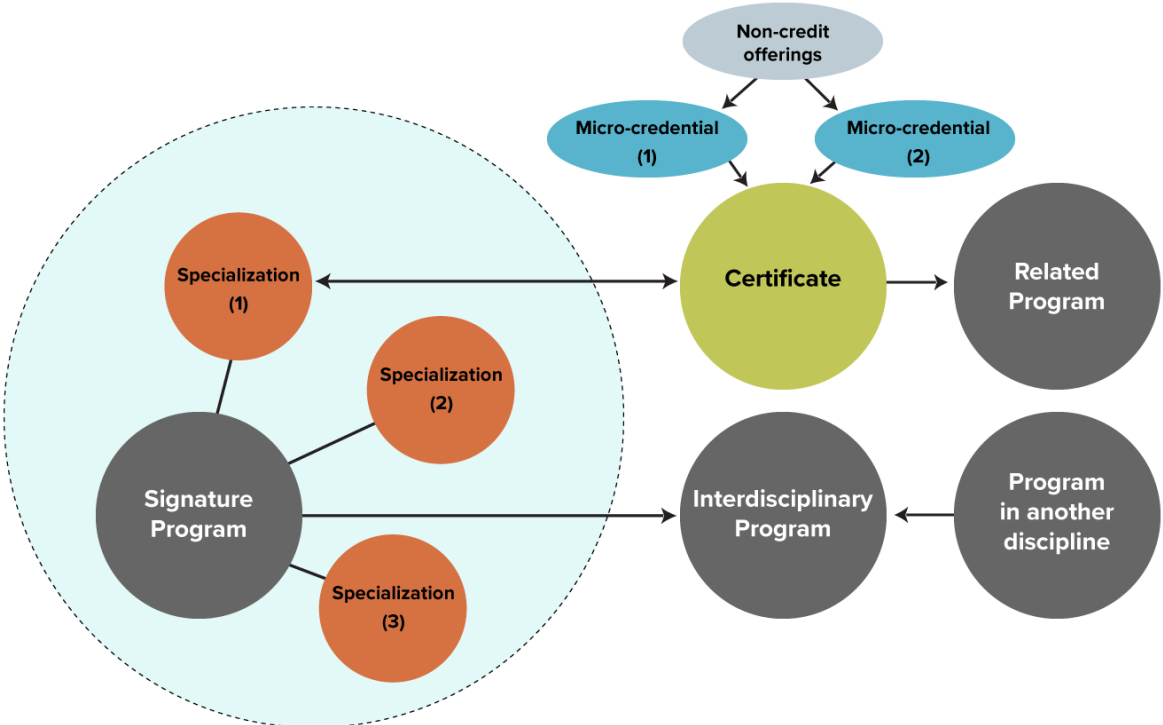 Non-credit
offerings
Micro-credential
(1)
Micro-credential
(2)
Specialization
(1)
Certificate
Related
Program
Specialization
(2)
Signature
Program
Interdisciplinary
Program
Program
in another
discipline
Specialization
(3)